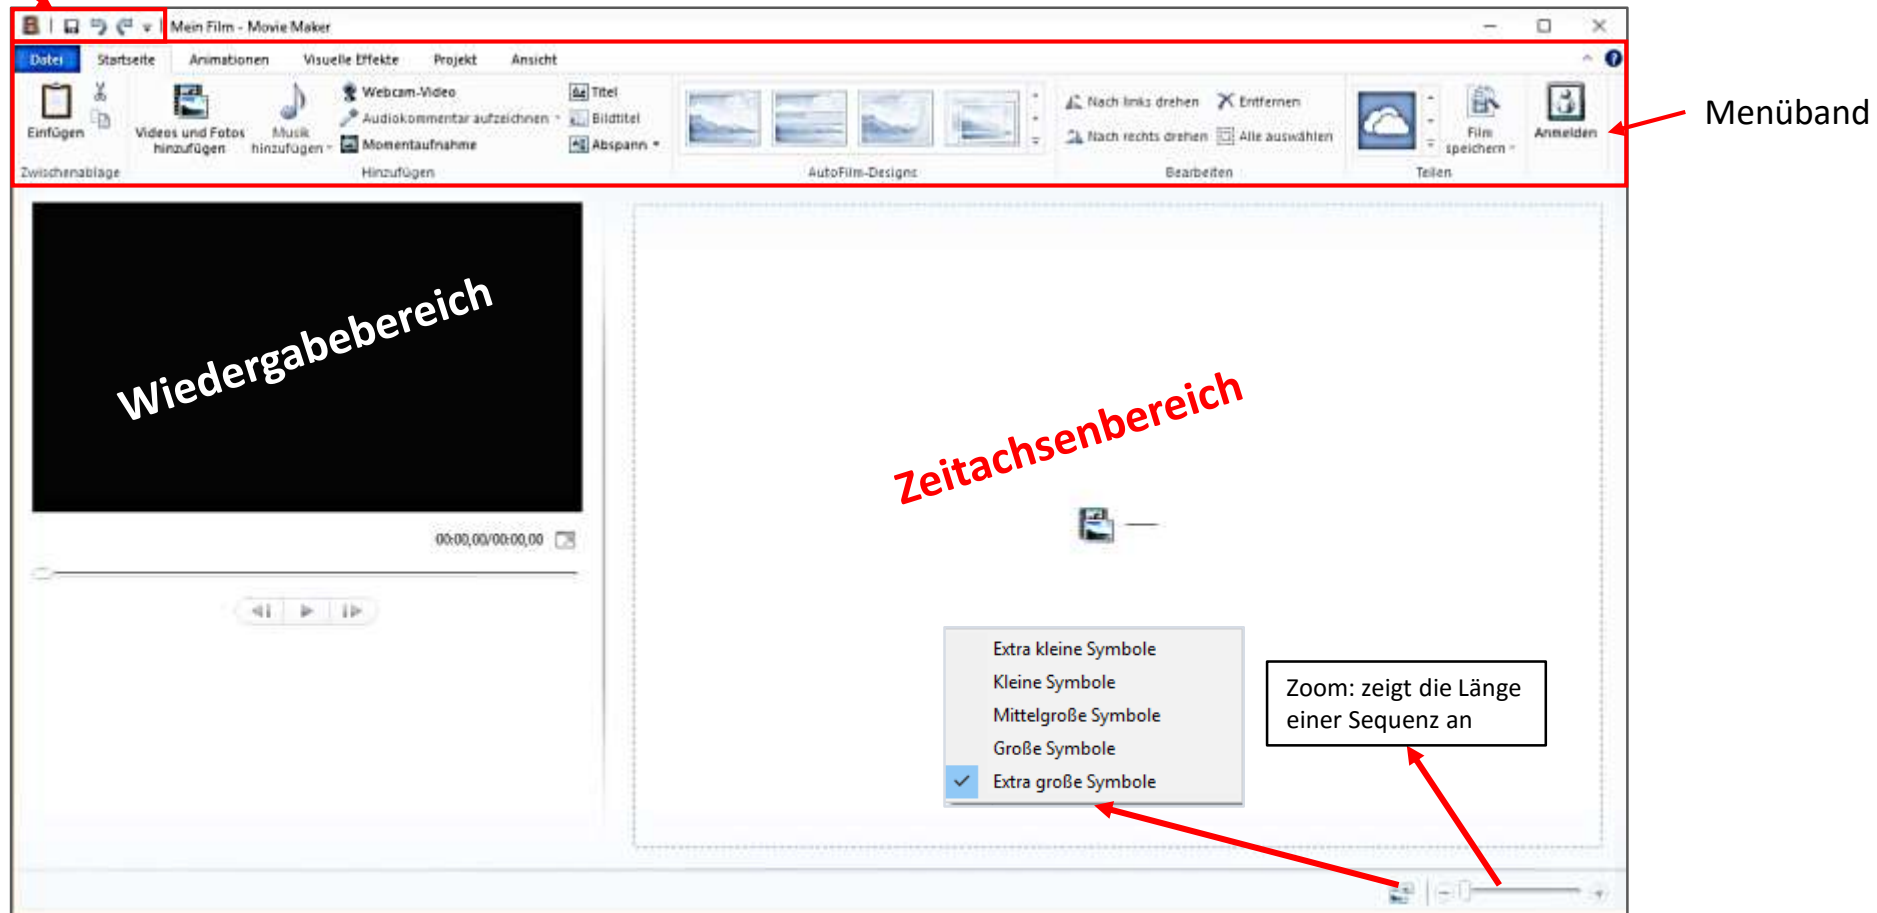 Mein Film - Movie Maker
Datei Startseite Animationen Visuelle Effekte Projekt Ansicht
Einfügen
Videos und Fotos
hinzufügen
Musik
hinzufügen
Webcam-Video
Audiokommentar aufzeichnen
Momentaufnahme
Titel
Bildtitel
Abspann
Nach links drehen
Entfernen
Nach rechts drehen
Alle auswählen
Film
speichern
Anmelden
Zwischenablage Hinzufügen AutoFilm-Designs Bearbeiten Teilen
Menüband
Wiedergabebereich
Zeitachsenbereich
00:00,00/00:00,00
Extra kleine Symbole
Kleine Symbole
Mittelgroße Symbole
Große Symbole
Extra große Symbole
Zoom: zeigt die Länge
einer Sequenz an